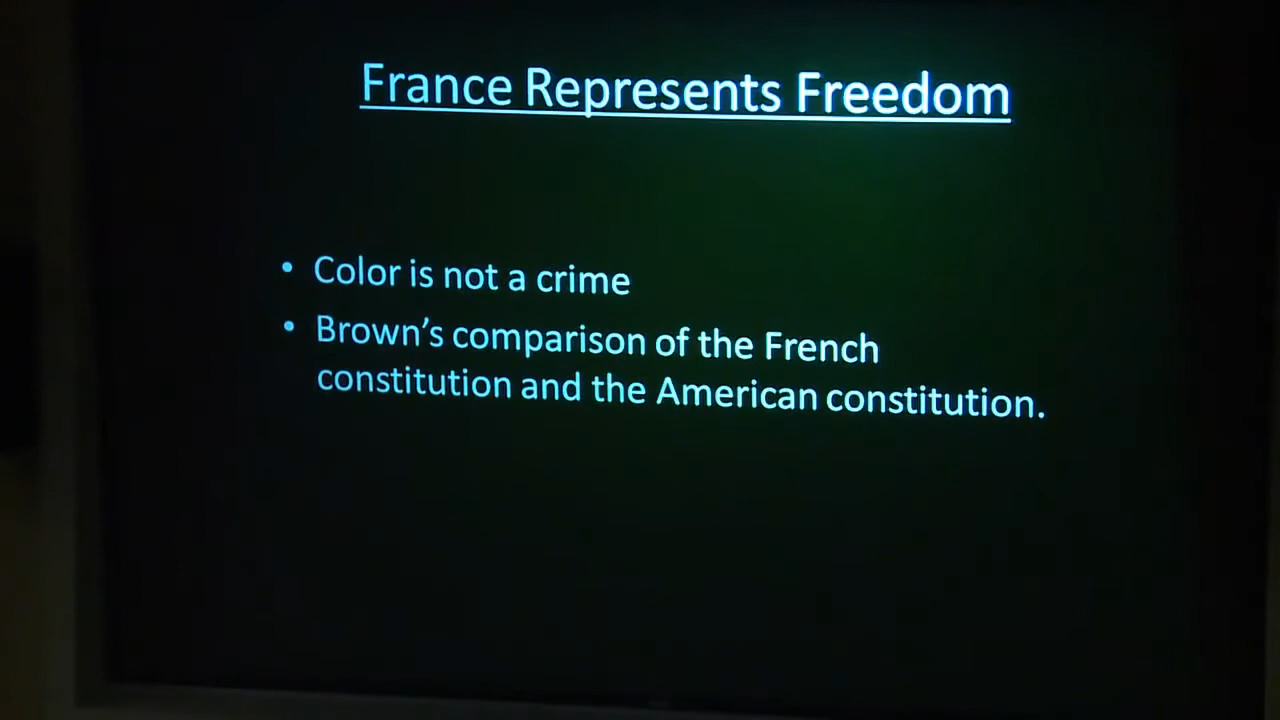 France Represents Freedom
• Color is not a crime
• Brown's comparison of the French
constitution and the American constitution.